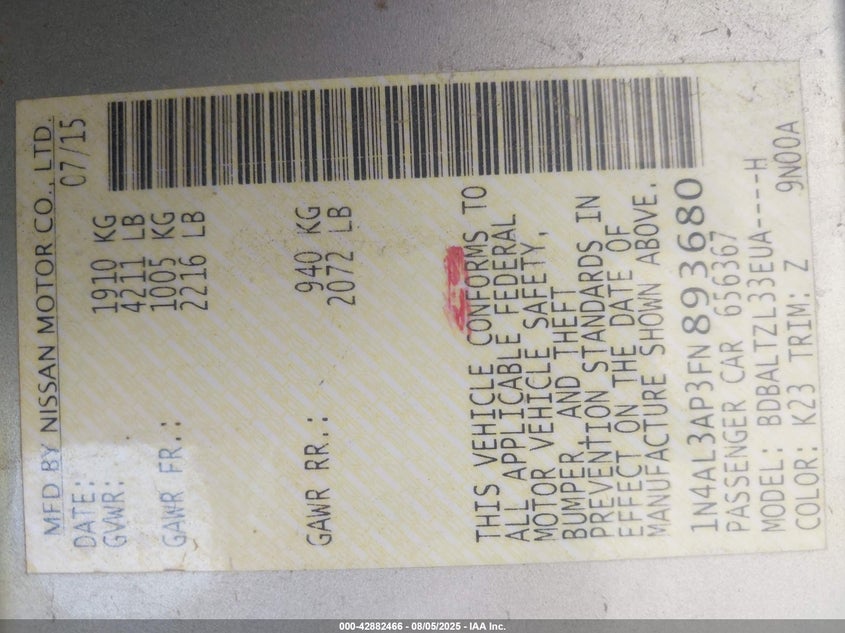 MFD BY NISSAN MOTOR CO., LTD.
DATE: 07/15
GVWR: 1910 KG
4211 LB
GAWR FR.: 1005 KG
2216 LB
GAWR RR.: 940 KG
2072 LB
THIS VEHICLE CONFORMS TO
ALL APPLICABLE FEDERAL
MOTOR VEHICLE SAFETY,
BUMPER AND THEFT
PREVENTION STANDARDS IN
EFFECT ON THE DATE OF
MANUFACTURE SHOWN ABOVE.
1N4AL3AP3FN893680
PASSENGER CAR 656367
MODEL: BDBALTZL33EUA----H
COLOR: K23 TRIM: Z 9N00A
000-42882466 - 08/05/2025 - IAA Inc.